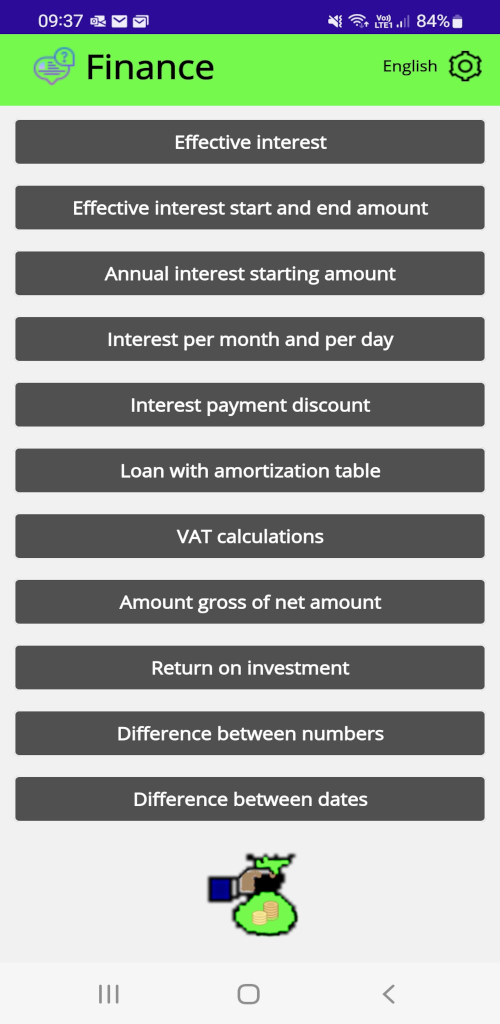 09:37 84%
Vo)) LTE1
Finance
English
Effective interest
Effective interest start and end amount
Annual interest starting amount
Interest per month and per day
Interest payment discount
Loan with amortization table
VAT calculations
Amount gross of net amount
Return on investment
Difference between numbers
Difference between dates